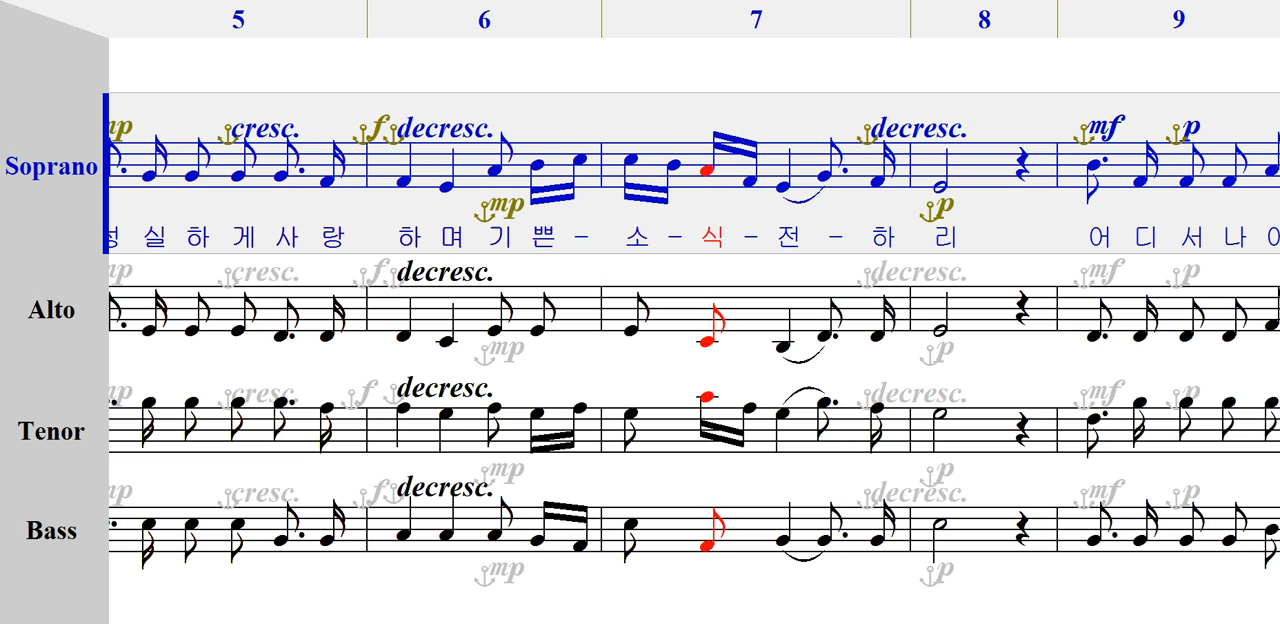 5 6 7 8 9
mp cresc. f decresc. decresc. mf p
Soprano
mp p
실 하 게 사 랑 하 며 기 쁜 - 소 - 식 - 전 - 하 리 어 디 서 나
mp cresc. f decresc. decresc. mf p
Alto
mp p
mp cresc. f decresc. decresc. mf p
Tenor
mp p
mp cresc. f decresc. decresc. mf p
Bass
mp p